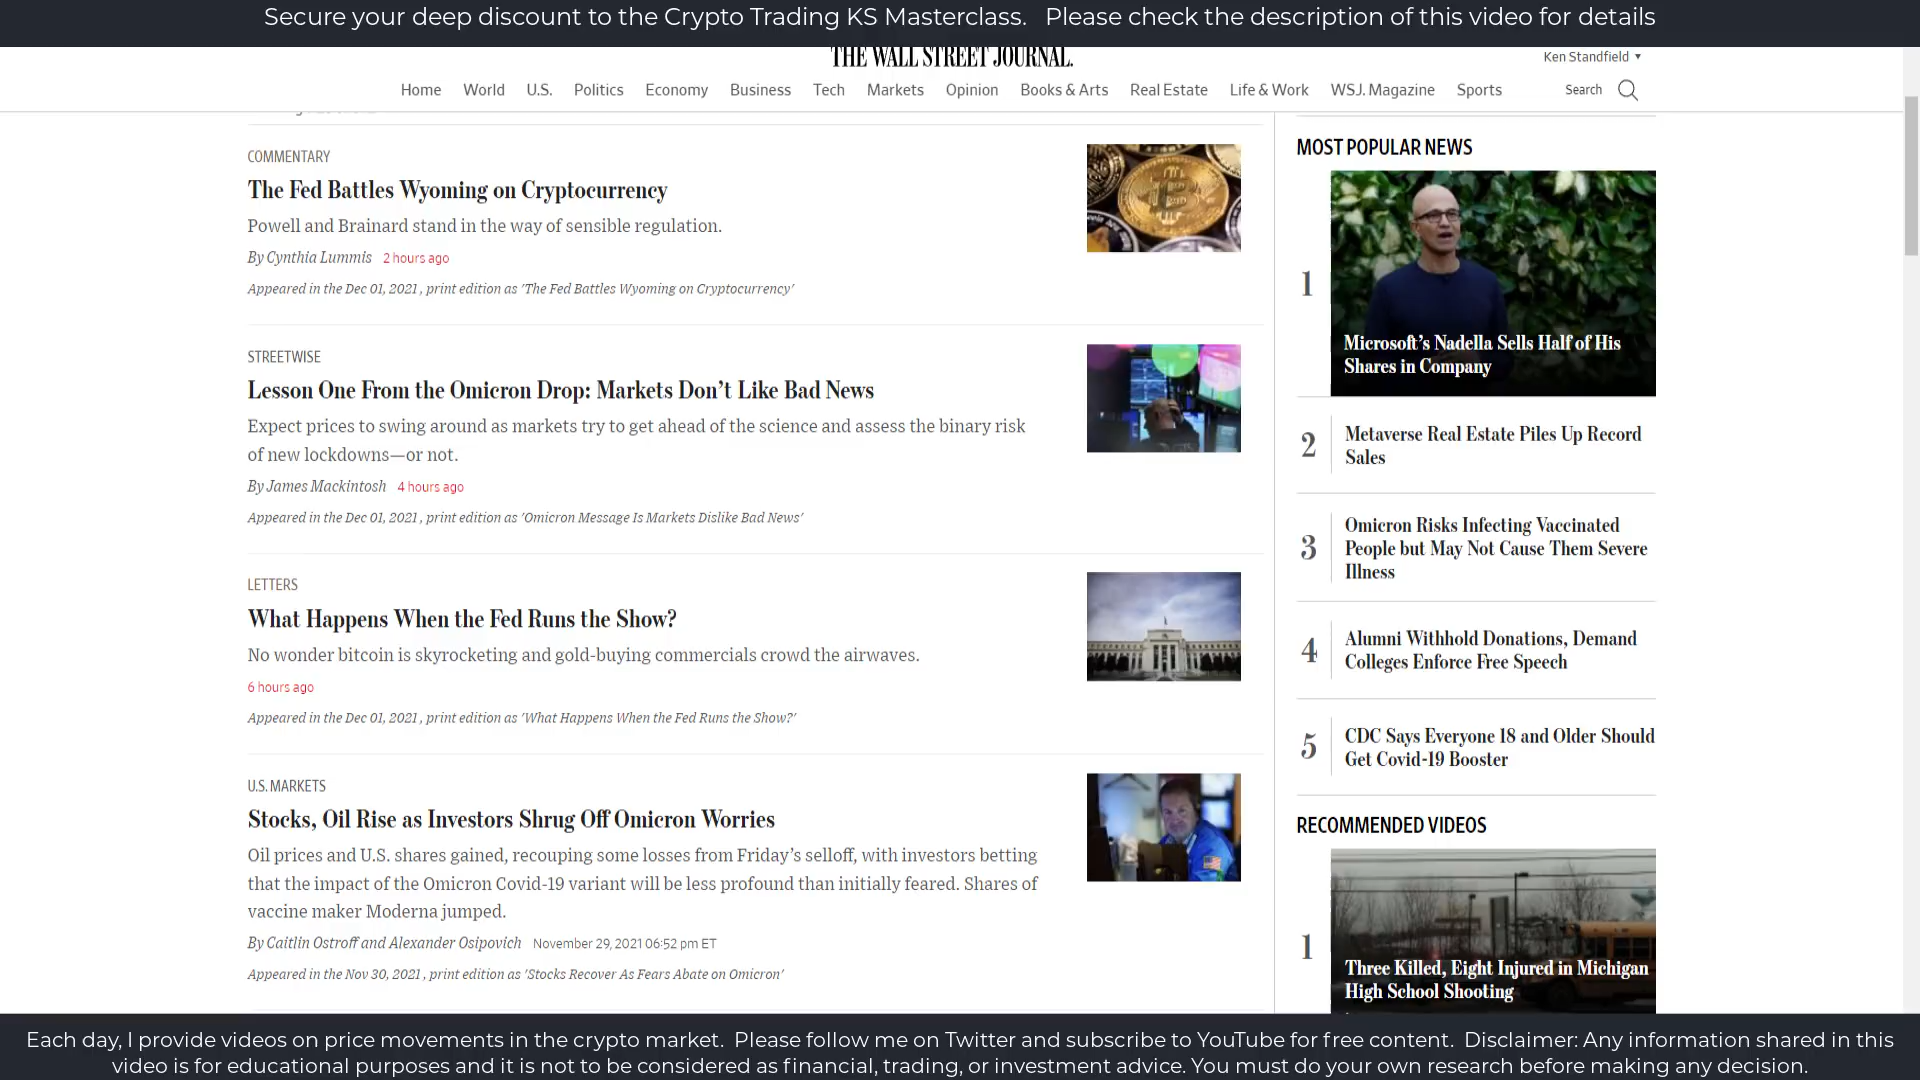 Secure your deep discount to the Crypto Trading KS Masterclass.   Please check the description of this video for details
THE WALL STREET JOURNAL.
Ken Standfield ▾
Home World U.S. Politics Economy Business Tech Markets Opinion Books & Arts Real Estate Life & Work WSJ. Magazine Sports Search
COMMENTARY
The Fed Battles Wyoming on Cryptocurrency
Powell and Brainard stand in the way of sensible regulation.
By Cynthia Lummis 2 hours ago
Appeared in the Dec 01, 2021, print edition as 'The Fed Battles Wyoming on Cryptocurrency'
STREETWISE
Lesson One From the Omicron Drop: Markets Don't Like Bad News
Expect prices to swing around as markets try to get ahead of the science and assess the binary risk
of new lockdowns—or not.
By James Mackintosh 4 hours ago
Appeared in the Dec 01, 2021, print edition as 'Omicron Message Is Markets Dislike Bad News'
LETTERS
What Happens When the Fed Runs the Show?
No wonder bitcoin is skyrocketing and gold-buying commercials crowd the airwaves.
6 hours ago
Appeared in the Dec 01, 2021, print edition as 'What Happens When the Fed Runs the Show?'
U.S. MARKETS
Stocks, Oil Rise as Investors Shrug Off Omicron Worries
Oil prices and U.S. shares gained, recouping some losses from Friday's selloff, with investors betting
that the impact of the Omicron Covid-19 variant will be less profound than initially feared. Shares of
vaccine maker Moderna jumped.
By Caitlin Ostroff and Alexander Osipovich November 29, 2021 06:52 pm ET
Appeared in the Nov 30, 2021, print edition as 'Stocks Recover As Fears Abate on Omicron'
MOST POPULAR NEWS
1
Microsoft's Nadella Sells Half of His
Shares in Company
2
Metaverse Real Estate Piles Up Record
Sales
3
Omicron Risks Infecting Vaccinated
People but May Not Cause Them Severe
Illness
4
Alumni Withhold Donations, Demand
Colleges Enforce Free Speech
5
CDC Says Everyone 18 and Older Should
Get Covid-19 Booster
RECOMMENDED VIDEOS
1
Three Killed, Eight Injured in Michigan
High School Shooting
Each day, I provide videos on price movements in the crypto market.  Please follow me on Twitter and subscribe to YouTube for free content.  Disclaimer: Any information shared in this
video is for educational purposes and it is not to be considered as financial, trading, or investment advice. You must do your own research before making any decision.